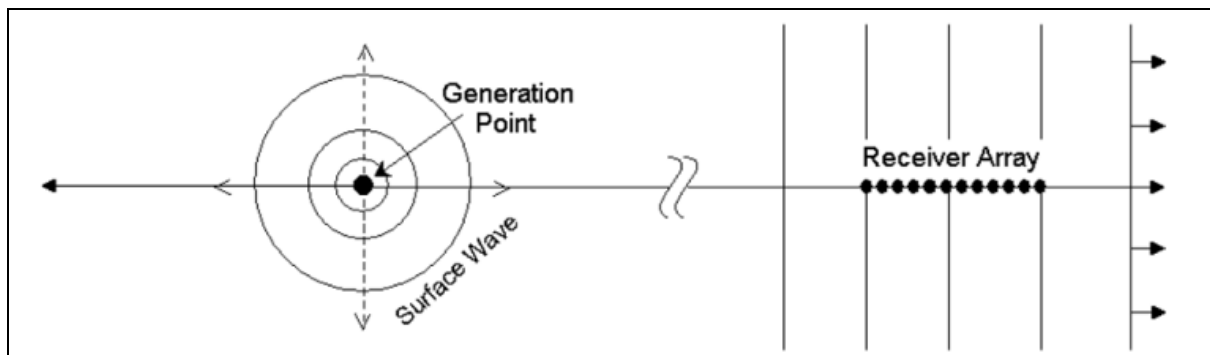 Generation
Point
Receiver Array
Surface Wave